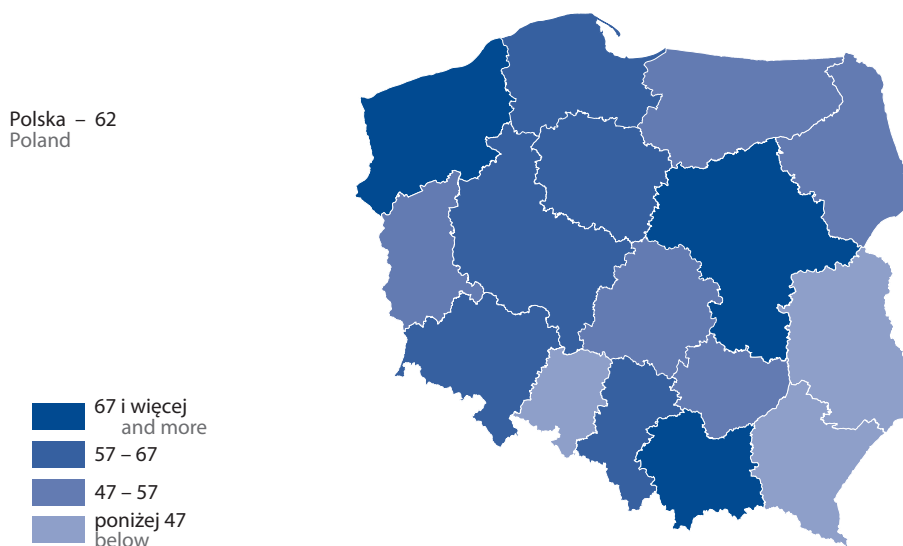 Polska – 62
Poland
67 i więcej
and more
57 – 67
47 – 57
poniżej 47
below